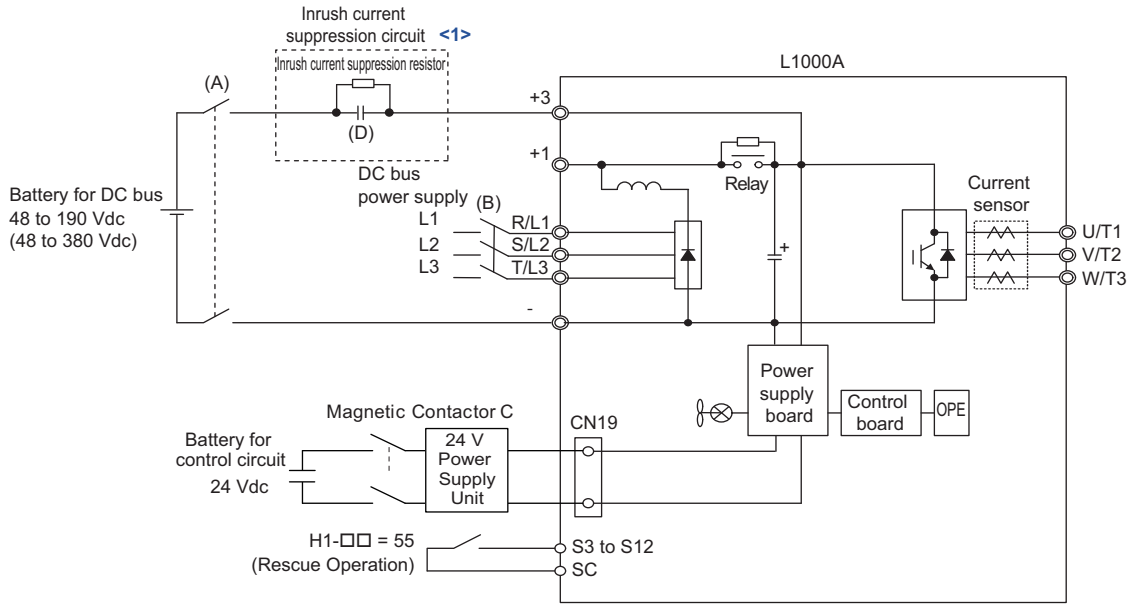 Inrush current
suppression circuit <1>
Inrush current suppression resistor
L1000A
(A)
+3
(D)
+1
DC bus
power supply
Relay
Current
sensor
Battery for DC bus
48 to 190 Vdc
(48 to 380 Vdc)
L1
(B)
R/L1
U/T1
L2
S/L2
V/T2
L3
T/L3
W/T3
+
-
Power
supply
board
Control
board
OPE
Magnetic Contactor C
CN19
Battery for
control circuit
24 Vdc
24 V
Power
Supply
Unit
H1-□□ = 55
(Rescue Operation)
S3 to S12
SC